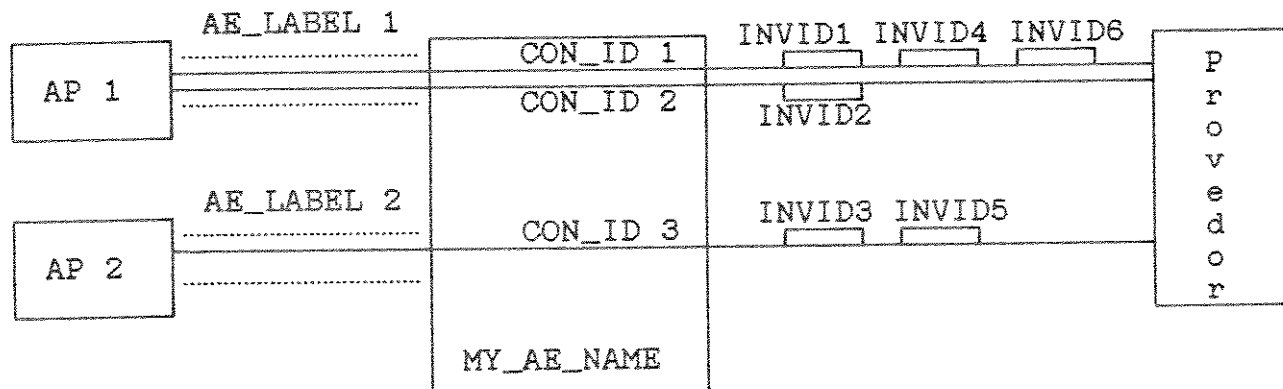 AE_LABEL 1
AP 1
CON_ID 1
CON_ID 2
INVID1 INVID4 INVID6
INVID2
AE_LABEL 2
AP 2
CON_ID 3
INVID3 INVID5
MY_AE_NAME
Provedor